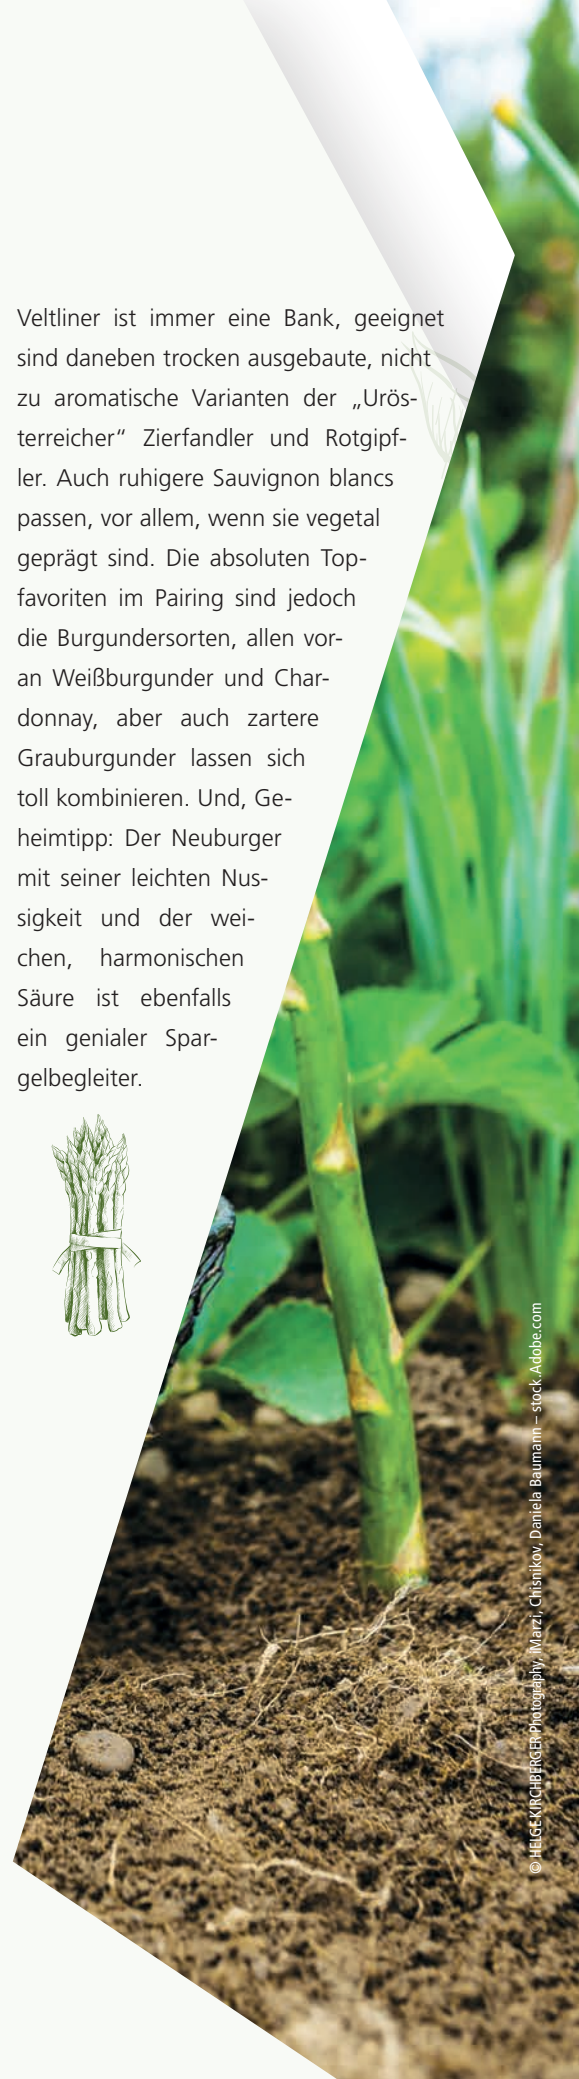 Veltliner ist immer eine Bank, geeignet
sind daneben trocken ausgebaute, nicht
zu aromatische Varianten der „Urös-
terreicher“ Zierfandler und Rotgipf-
ler. Auch ruhigere Sauvignon blancs
passen, vor allem, wenn sie vegetal
geprägt sind. Die absoluten Top-
favoriten im Pairing sind jedoch
die Burgundersorten, allen vor-
an Weißburgunder und Char-
donnay, aber auch zartere
Grauburgunder lassen sich
toll kombinieren. Und, Ge-
heimtipp: Der Neuburger
mit seiner leichten Nus-
sigkeit und der wei-
chen, harmonischen
Säure ist ebenfalls
ein genialer Spar-
gelbegleiter.
© HELGE KIRCHBERGER Photography, iMarzi, Chisnikov, Daniela Baumann – stock.Adobe.com